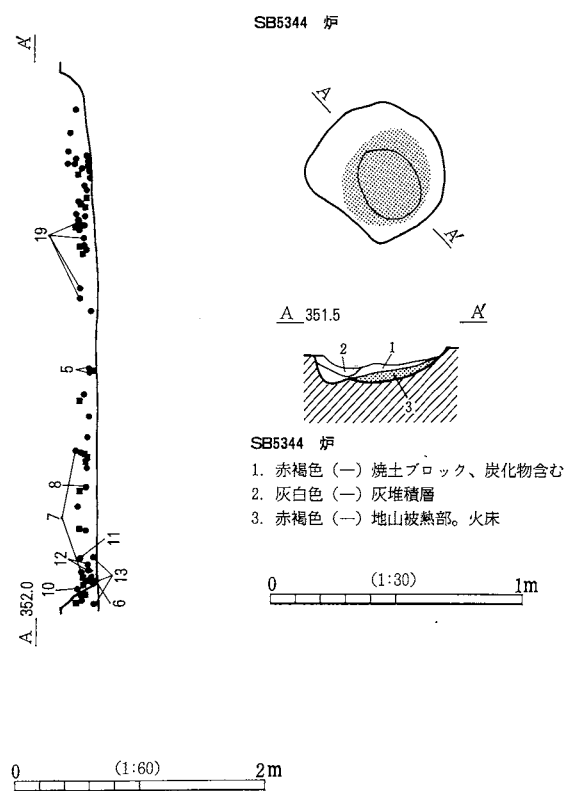 SB5344 炉
A
A′
A 351.5 A′
2 1
3
SB5344 炉
1. 赤褐色（—）焼土ブロック、炭化物含む
2. 灰白色（—）灰堆積層
3. 赤褐色（—）地山被熱部。火床
0 (1:30) 1m
A′
19
5
8
7
11
12
13
10
6
A 352.0
0 (1:60) 2m